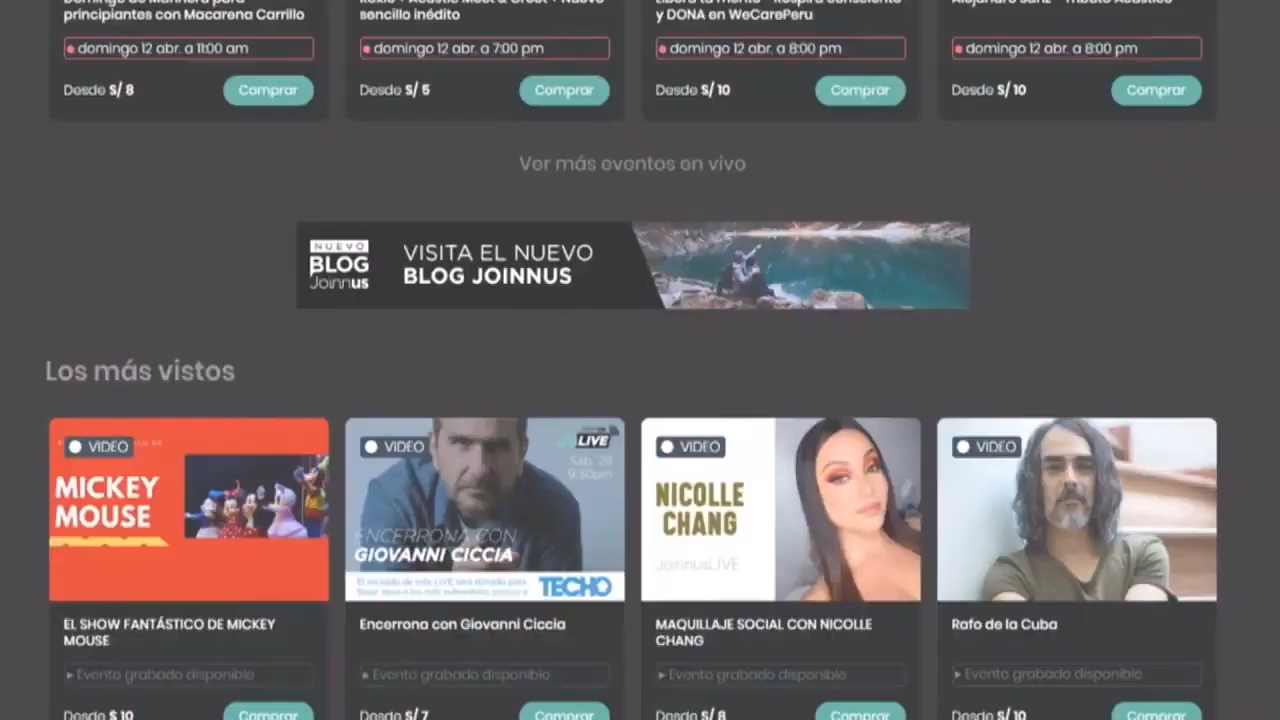 principiantes con Macarena Carrillo
sencillo inédito
y DONA en WeCarePeru
domingo 12 abr. a 11:00 am
domingo 12 abr. a 7:00 pm
domingo 12 abr. a 8:00 pm
domingo 12 abr. a 8:00 pm
Desde S/ 8
Comprar
Desde S/ 5
Comprar
Desde S/ 10
Comprar
Desde S/ 10
Comprar
Ver más eventos en vivo
NUEVO
BLOG
Joinnus
VISITA EL NUEVO
BLOG JOINNUS
Los más vistos
VIDEO
MICKEY
MOUSE
VIDEO
LIVE
Sáb. 28
9:30pm
ENCERRONA CON
GIOVANNI CICCIA
TECHO
VIDEO
NICOLLE
CHANG
JoinnusLIVE
VIDEO
EL SHOW FANTÁSTICO DE MICKEY
MOUSE
Encerrona con Giovanni Ciccia
MAQUILLAJE SOCIAL CON NICOLLE
CHANG
Rafo de la Cuba
Evento grabado disponible
Evento grabado disponible
Evento grabado disponible
Evento grabado disponible
Desde S 10
Comprar
Desde S/ 7
Comprar
Desde S/ 8
Comprar
Desde S/ 10
Comprar